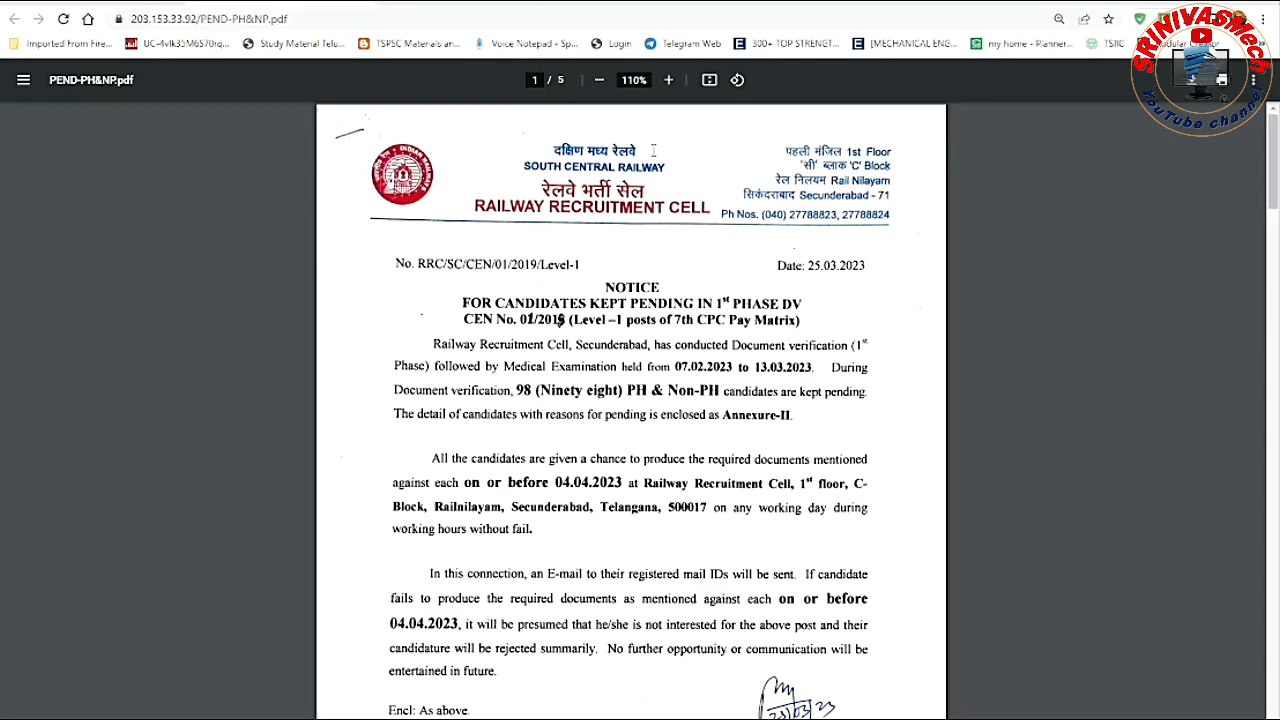 203.153.33.92/PEND-PH&NP.pdf
Imported From Fire...
UC-4vIk35M6S70rq...
Study Material Telu...
TSPSC Materials an...
Voice Notepad - Sp...
Login
Telegram Web
300+ TOP STRENGT...
[MECHANICAL ENG...
my home - Planner...
TSIIC
SRINIVASMech
YouTube channel
PEND-PH&NP.pdf
1 / 5
110%
दक्षिण मध्य रेलवे
SOUTH CENTRAL RAILWAY
रेलवे भर्ती सेल
RAILWAY RECRUITMENT CELL
पहली मंजिल 1st Floor
'सी' ब्लाक 'C' Block
रेल निलयम Rail Nilayam
सिकंदराबाद Secunderabad - 71
Ph Nos. (040) 27788823, 27788824
INDIAN RAILWAYS
No. RRC/SC/CEN/01/2019/Level-1
Date: 25.03.2023
NOTICE
FOR CANDIDATES KEPT PENDING IN 1st PHASE DV
CEN No. 01/2019 (Level –1 posts of 7th CPC Pay Matrix)
Railway Recruitment Cell, Secunderabad, has conducted Document verification (1st
Phase) followed by Medical Examination held from 07.02.2023 to 13.03.2023. During
Document verification, 98 (Ninety eight) PH & Non-PH candidates are kept pending.
The detail of candidates with reasons for pending is enclosed as Annexure-II.
All the candidates are given a chance to produce the required documents mentioned
against each on or before 04.04.2023 at Railway Recruitment Cell, 1st floor, C-
Block, Railnilayam, Secunderabad, Telangana, 500017 on any working day during
working hours without fail.
In this connection, an E-mail to their registered mail IDs will be sent. If candidate
fails to produce the required documents as mentioned against each on or before
04.04.2023, it will be presumed that he/she is not interested for the above post and their
candidature will be rejected summarily. No further opportunity or communication will be
entertained in future.
Encl: As above.